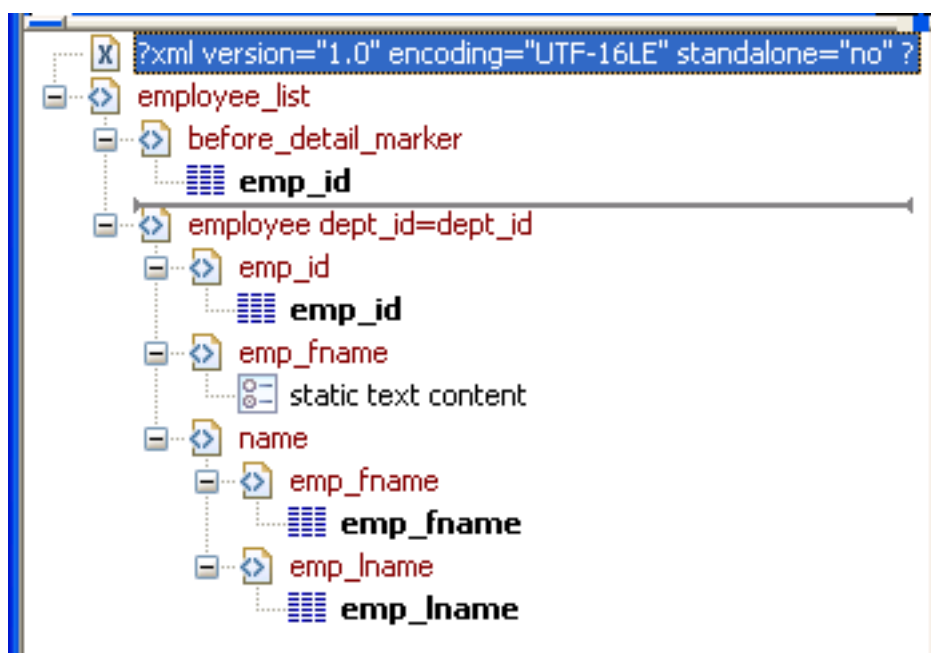 ?xml version="1.0" encoding="UTF-16LE" standalone="no" ?
employee_list
before_detail_marker
emp_id
employee dept_id=dept_id
emp_id
emp_id
emp_fname
static text content
name
emp_fname
emp_fname
emp_lname
emp_lname